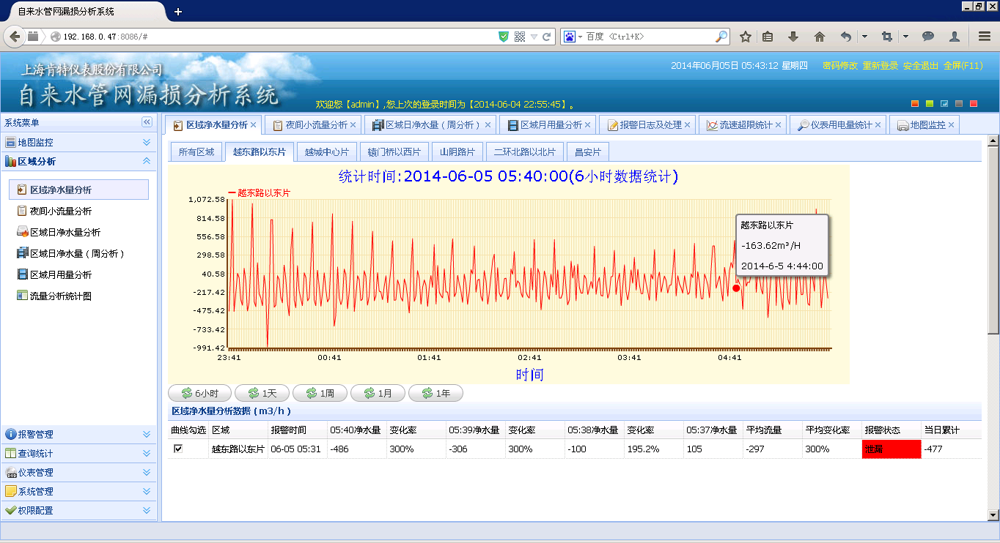 自来水管网漏损分析系统
192.168.0.47:8086/#
百度 <Ctrl+K>
上海肯特仪表股份有限公司
自来水管网漏损分析系统
2014年06月05日 05:43:12 星期四 密码修改 重新登录 安全退出 全屏(F11)
欢迎您【admin】,您上次的登录时间为【2014-06-04 22:55:45】。
系统菜单
地图监控
区域分析
区域净水量分析
夜间小流量分析
区域日净水量分析
区域日净水量(周分析)
区域月用量分析
流量分析统计图
报警管理
查询统计
仪表管理
系统管理
权限配置
区域净水量分析 夜间小流量分析 区域日净水量(周分析) 区域月用量分析 报警日志及处理 流速超限统计 仪表用电量统计 地图监控
所有区域 越东路以东片 越城中心片 辕门桥以西片 山阴路片 二环北路以北片 昌安片
统计时间:2014-06-05 05:40:00(6小时数据统计)
越东路以东片
1,072.58
814.58
556.58
298.58
40.58
-217.42
-475.42
-733.42
-991.42
23:41 00:41 01:41 02:41 03:41 04:41
时间
越东路以东片
-163.62m³/H
2014-6-5 4:44:00
6小时 1天 1周 1月 1年
区域净水量分析数据(m3/h)
曲线勾选 区域 报警时间 05:40净水量 变化率 05:39净水量 变化率 05:38净水量 变化率 05:37净水量 平均流量 平均变化率 报警状态 当日累计
越东路以东片 06-05 05:31 -486 300% -306 300% -100 195.2% 105 -297 300% 泄漏 -477